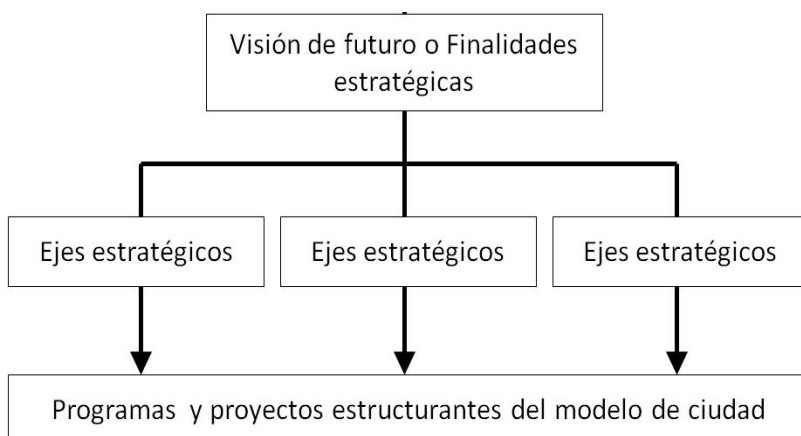 Visión de futuro o Finalidades
estratégicas
Ejes estratégicos
Ejes estratégicos
Ejes estratégicos
Programas y proyectos estructurantes del modelo de ciudad